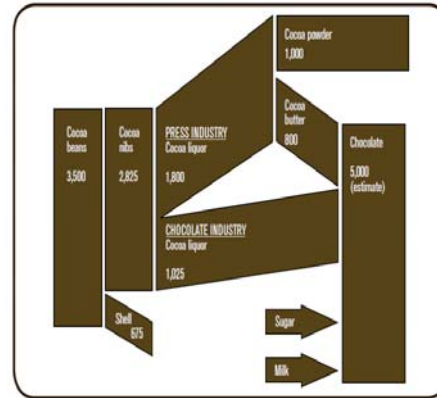 Cocoa powder
1,000
Cocoa
butter
800
Cocoa
beans
3,500
Cocoa
nibs
2,825
PRESS INDUSTRY
Cocoa liquor
1,800
Chocolate
5,000
(estimate)
CHOCOLATE INDUSTRY
Cocoa liquor
1,025
Shell
675
Sugar
Milk